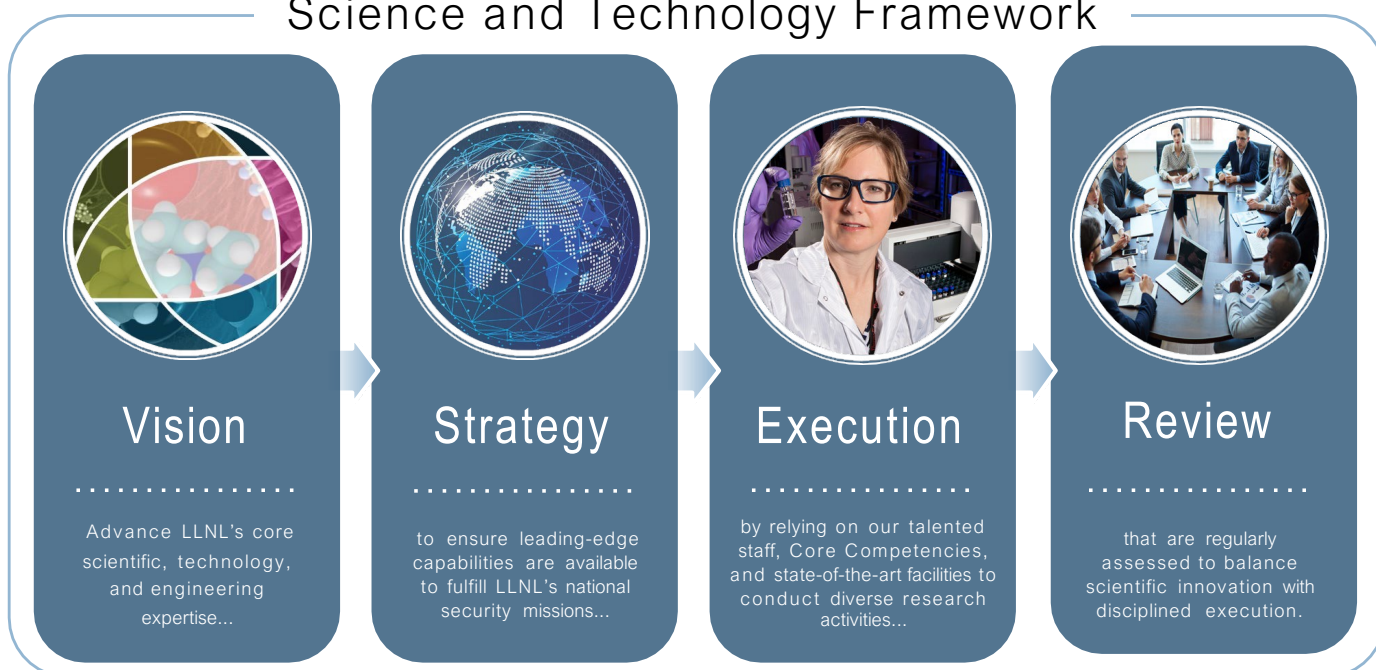 Science and Technology Framework
Vision
Advance LLNL's core
scientific, technology,
and engineering
expertise...
Strategy
to ensure leading-edge
capabilities are available
to fulfill LLNL's national
security missions...
Execution
by relying on our talented
staff, Core Competencies,
and state-of-the-art facilities to
conduct diverse research
activities...
Review
that are regularly
assessed to balance
scientific innovation with
disciplined execution.